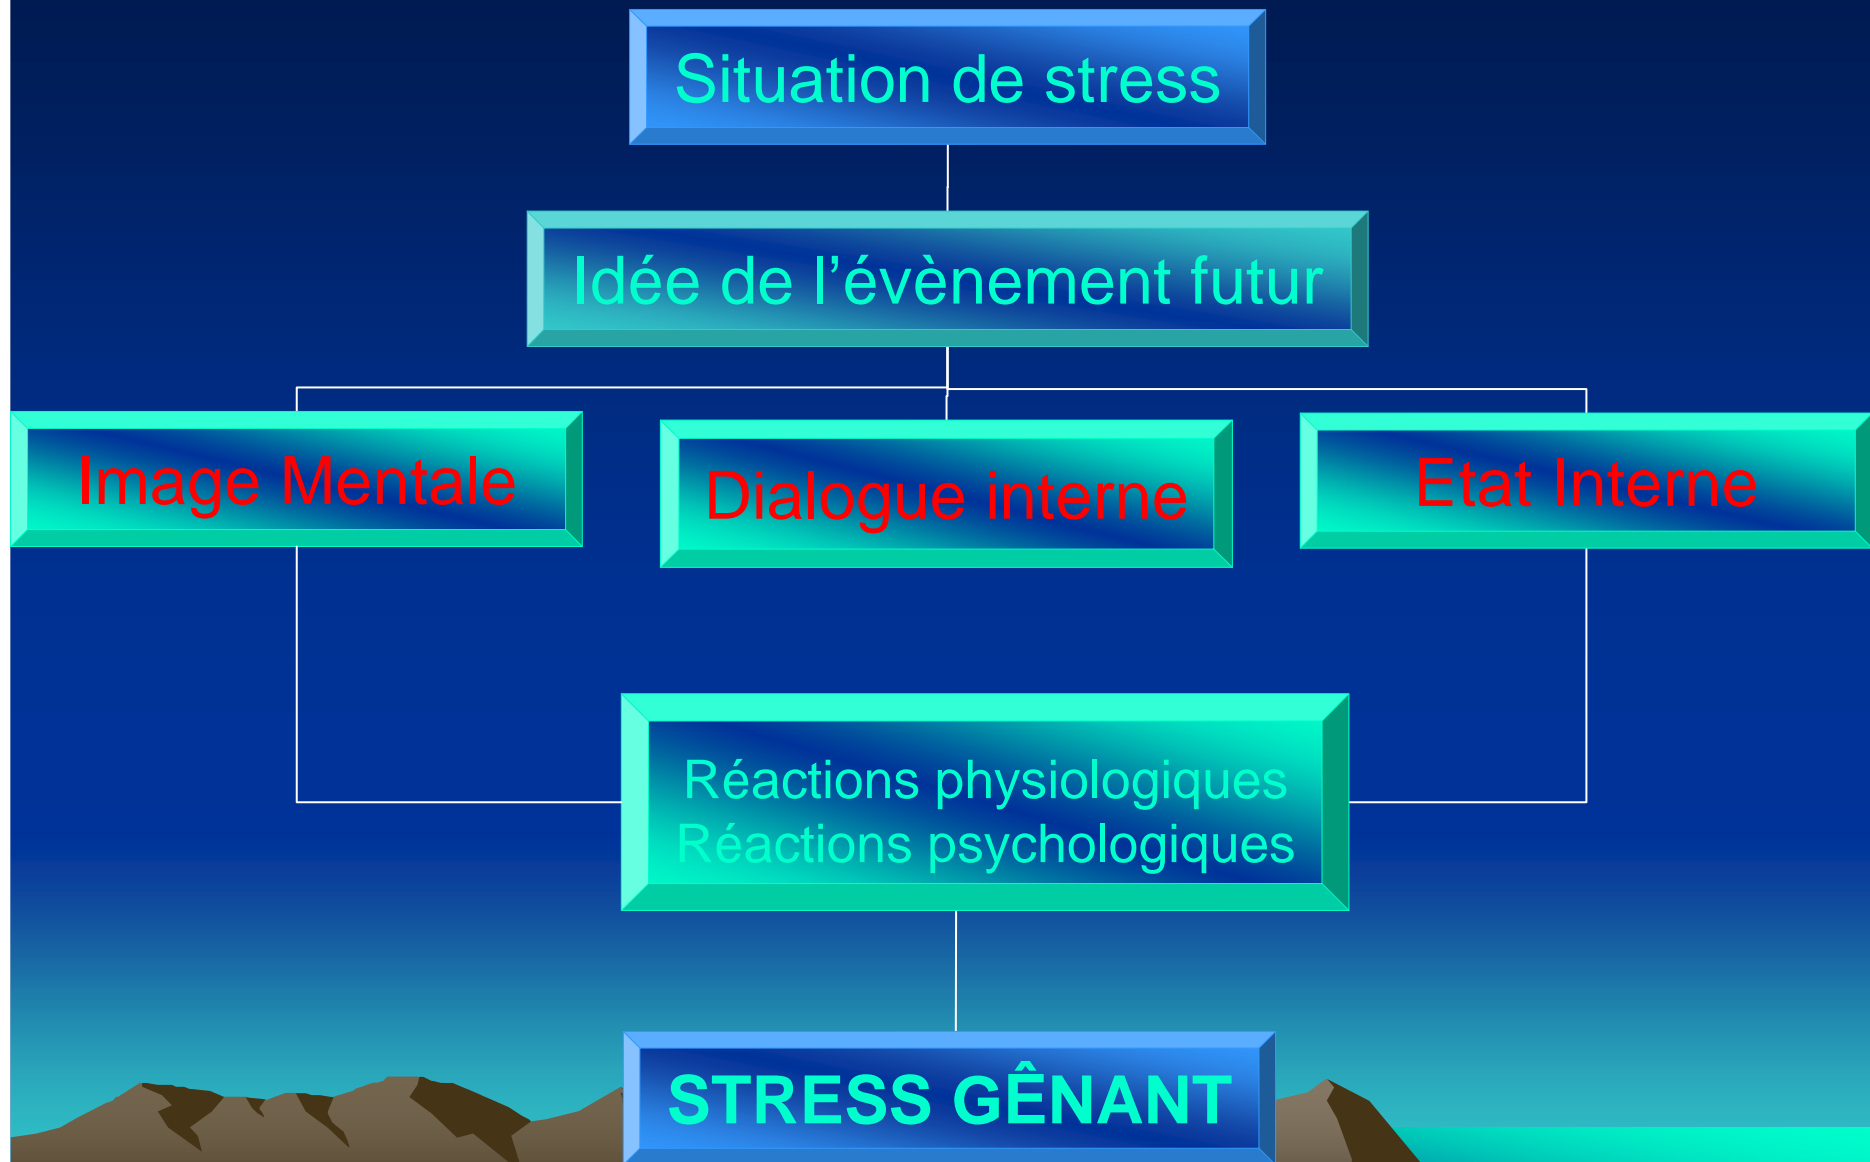 Situation de stress
Idée de l’évènement futur
Image Mentale
Dialogue interne
Etat Interne
Réactions physiologiques
Réactions psychologiques
STRESS GÊNANT